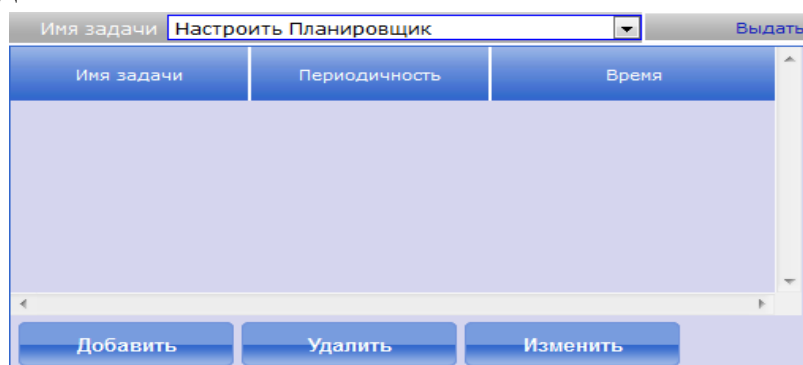 Имя задачи Настроить Планировщик Выдать
Имя задачи Периодичность Время
Добавить Удалить Изменить